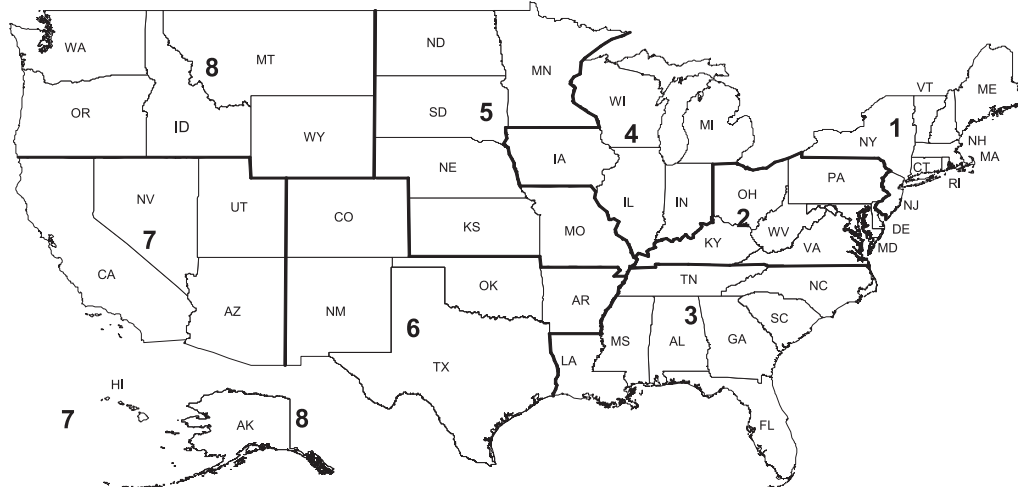 WA
MT
ND
MN
VT
ME
8
OR
ID
SD
5
WI
4
MI
NY
1
NH
MA
WY
NE
IA
CT
RI
PA
NJ
NV
UT
CO
IL
IN
OH
2
DE
MD
7
KS
MO
KY
WV
VA
CA
TN
NC
AZ
NM
OK
AR
SC
6
3
MS
AL
GA
TX
LA
HI
7
AK
8
FL